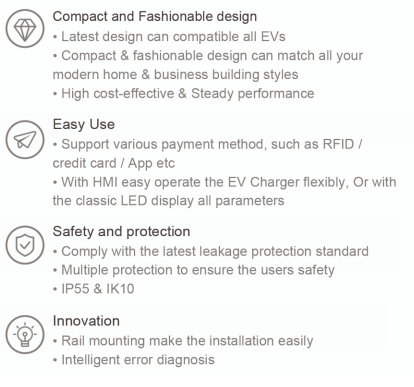 Compact and Fashionable design
• Latest design can compatible all EVs
• Compact & fashionable design can match all your
modern home & business building styles
• High cost-effective & Steady performance
Easy Use
• Support various payment method, such as RFID /
credit card / App etc
• With HMI easy operate the EV Charger flexibly, Or with
the classic LED display all parameters
Safety and protection
• Comply with the latest leakage protection standard
• Multiple protection to ensure the users safety
• IP55 & IK10
Innovation
• Rail mounting make the installation easily
• Intelligent error diagnosis